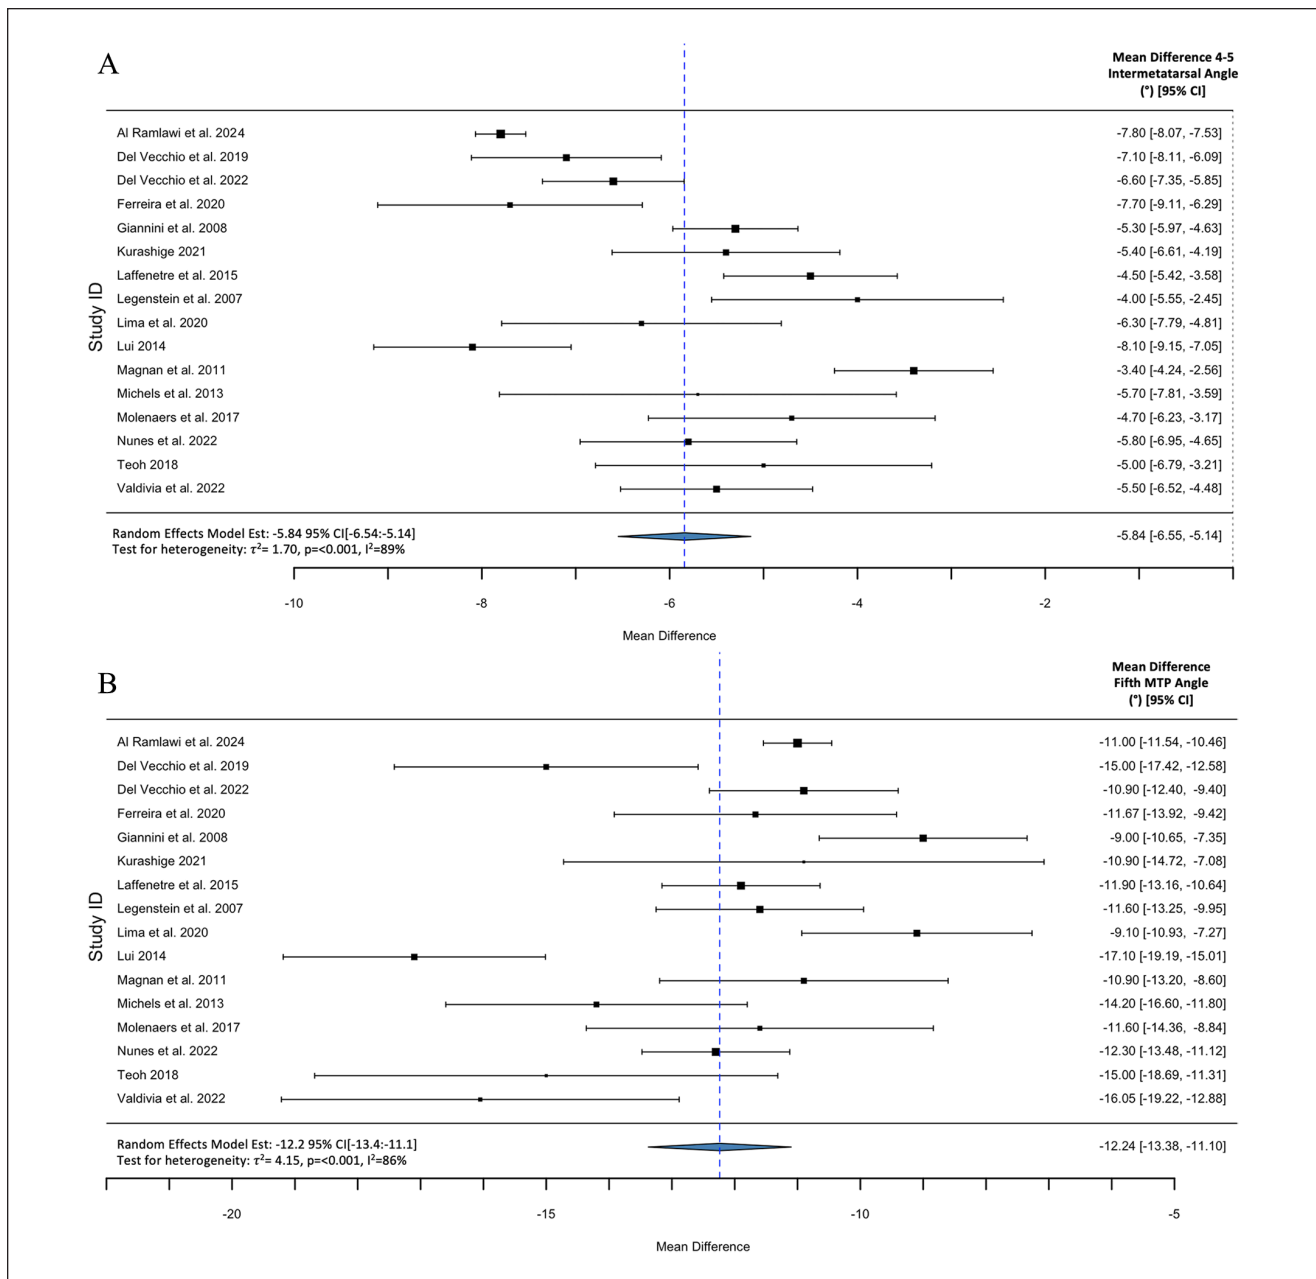 A
Mean Difference 4-5
Intermetatarsal Angle
(°) [95% CI]
Study ID
Al Ramlawi et al. 2024 -7.80 [-8.07, -7.53]
Del Vecchio et al. 2019 -7.10 [-8.11, -6.09]
Del Vecchio et al. 2022 -6.60 [-7.35, -5.85]
Ferreira et al. 2020 -7.70 [-9.11, -6.29]
Giannini et al. 2008 -5.30 [-5.97, -4.63]
Kurashige 2021 -5.40 [-6.61, -4.19]
Laffenetre et al. 2015 -4.50 [-5.42, -3.58]
Legenstein et al. 2007 -4.00 [-5.55, -2.45]
Lima et al. 2020 -6.30 [-7.79, -4.81]
Lui 2014 -8.10 [-9.15, -7.05]
Magnan et al. 2011 -3.40 [-4.24, -2.56]
Michels et al. 2013 -5.70 [-7.81, -3.59]
Molenaers et al. 2017 -4.70 [-6.23, -3.17]
Nunes et al. 2022 -5.80 [-6.95, -4.65]
Teoh 2018 -5.00 [-6.79, -3.21]
Valdivia et al. 2022 -5.50 [-6.52, -4.48]
Random Effects Model Est: -5.84 95% CI[-6.54:-5.14] -5.84 [-6.55, -5.14]
Test for heterogeneity: τ²= 1.70, p=<0.001, I²=89%
-10 -8 -6 -4 -2
Mean Difference
B
Mean Difference
Fifth MTP Angle
(°) [95% CI]
Study ID
Al Ramlawi et al. 2024 -11.00 [-11.54, -10.46]
Del Vecchio et al. 2019 -15.00 [-17.42, -12.58]
Del Vecchio et al. 2022 -10.90 [-12.40, -9.40]
Ferreira et al. 2020 -11.67 [-13.92, -9.42]
Giannini et al. 2008 -9.00 [-10.65, -7.35]
Kurashige 2021 -10.90 [-14.72, -7.08]
Laffenetre et al. 2015 -11.90 [-13.16, -10.64]
Legenstein et al. 2007 -11.60 [-13.25, -9.95]
Lima et al. 2020 -9.10 [-10.93, -7.27]
Lui 2014 -17.10 [-19.19, -15.01]
Magnan et al. 2011 -10.90 [-13.20, -8.60]
Michels et al. 2013 -14.20 [-16.60, -11.80]
Molenaers et al. 2017 -11.60 [-14.36, -8.84]
Nunes et al. 2022 -12.30 [-13.48, -11.12]
Teoh 2018 -15.00 [-18.69, -11.31]
Valdivia et al. 2022 -16.05 [-19.22, -12.88]
Random Effects Model Est: -12.2 95% CI[-13.4:-11.1] -12.24 [-13.38, -11.10]
Test for heterogeneity: τ²= 4.15, p=<0.001, I²=86%
-20 -15 -10 -5
Mean Difference